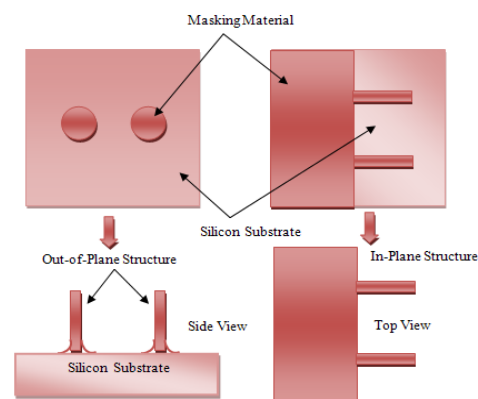 Masking Material
Silicon Substrate
Out-of-Plane Structure
In-Plane Structure
Side View
Top View
Silicon Substrate